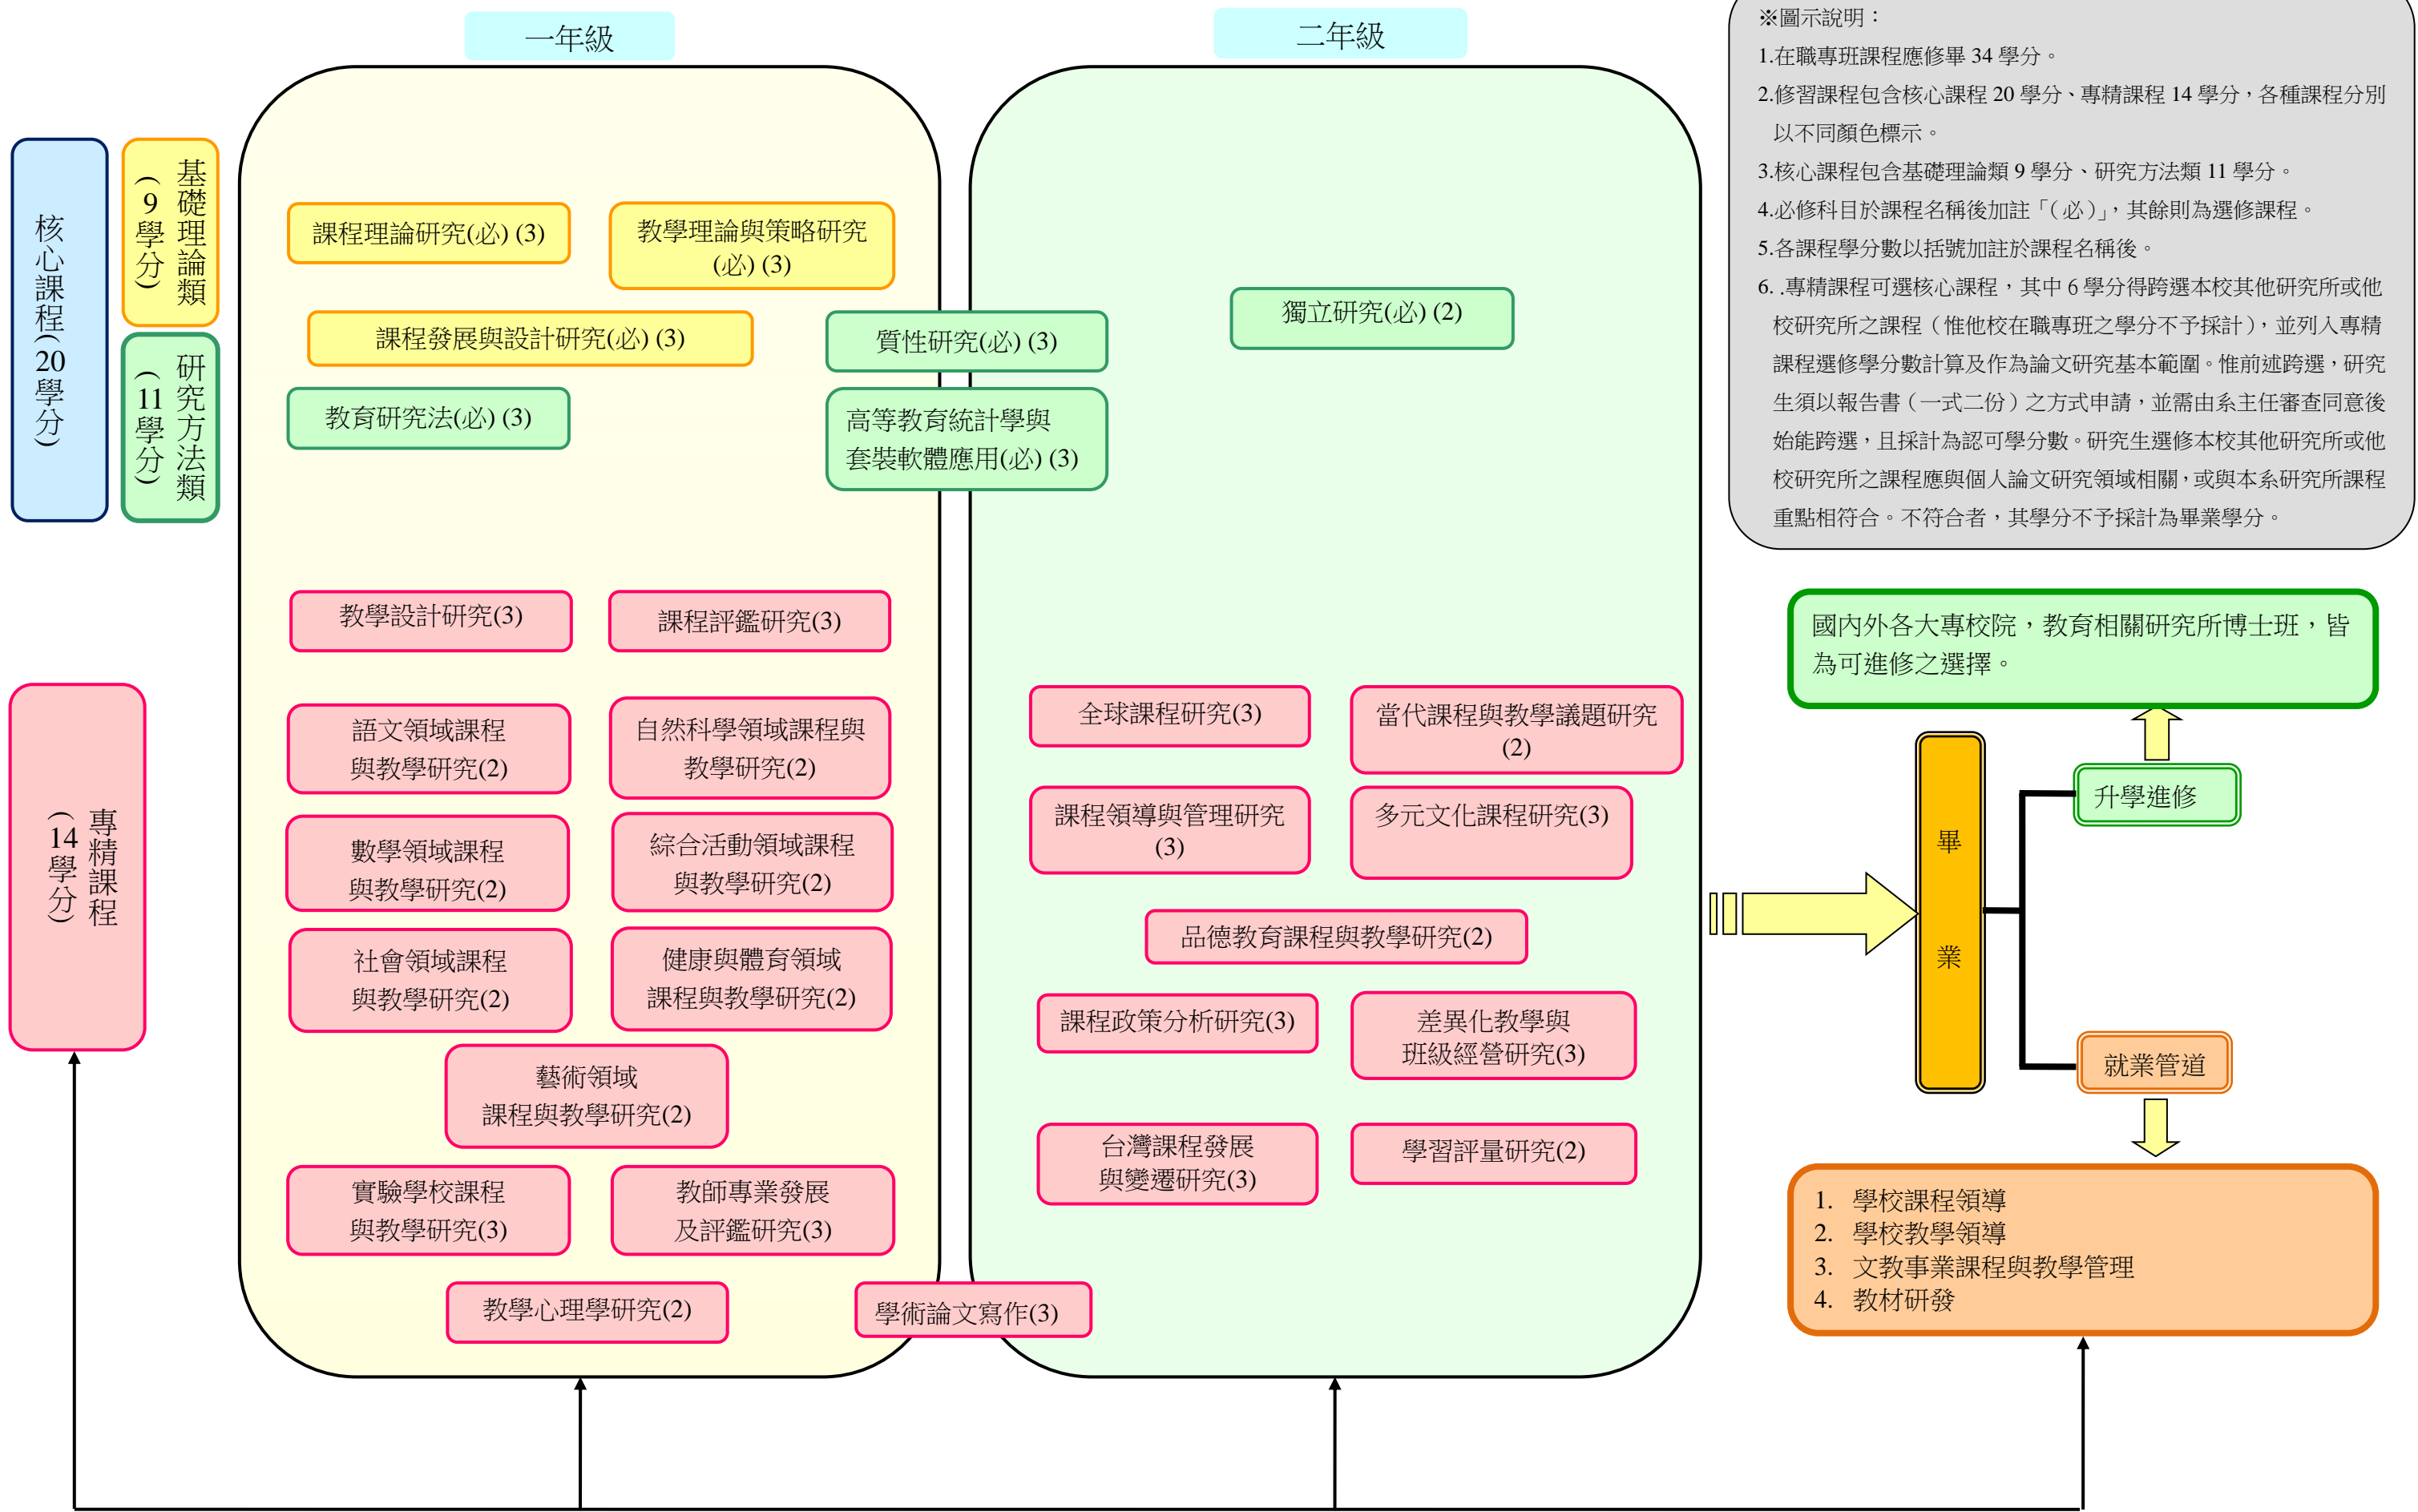 一年級
二年級
※圖示說明：
1.在職專班課程應修畢 34 學分。
2.修習課程包含核心課程 20 學分、專精課程 14 學分，各種課程分別
以不同顏色標示。
3.核心課程包含基礎理論類 9 學分、研究方法類 11 學分。
4.必修科目於課程名稱後加註「（必）」，其餘則為選修課程。
5.各課程學分數以括號加註於課程名稱後。
6. .專精課程可選核心課程，其中 6 學分得跨選本校其他研究所或他
校研究所之課程（惟他校在職專班之學分不予採計），並列入專精
課程選修學分數計算及作為論文研究基本範圍。惟前述跨選，研究
生須以報告書（一式二份）之方式申請，並需由系主任審查同意後
始能跨選，且採計為認可學分數。研究生選修本校其他研究所或他
校研究所之課程應與個人論文研究領域相關，或與本系研究所課程
重點相符合。不符合者，其學分不予採計為畢業學分。
核心課程(20學分)
基礎理論類
(9學分)
研究方法類
(11學分)
課程理論研究(必) (3)
教學理論與策略研究
(必) (3)
課程發展與設計研究(必) (3)
質性研究(必) (3)
獨立研究(必) (2)
教育研究法(必) (3)
高等教育統計學與
套裝軟體應用(必) (3)
專精課程
(14學分)
教學設計研究(3)
課程評鑑研究(3)
語文領域課程
與教學研究(2)
自然科學領域課程與
教學研究(2)
數學領域課程
與教學研究(2)
綜合活動領域課程
與教學研究(2)
社會領域課程
與教學研究(2)
健康與體育領域
課程與教學研究(2)
藝術領域
課程與教學研究(2)
實驗學校課程
與教學研究(3)
教師專業發展
及評鑑研究(3)
教學心理學研究(2)
學術論文寫作(3)
全球課程研究(3)
當代課程與教學議題研究
(2)
課程領導與管理研究
(3)
多元文化課程研究(3)
品德教育課程與教學研究(2)
課程政策分析研究(3)
差異化教學與
班級經營研究(3)
台灣課程發展
與變遷研究(3)
學習評量研究(2)
國內外各大專校院，教育相關研究所博士班，皆
為可進修之選擇。
升學進修
畢業
就業管道
1. 學校課程領導
2. 學校教學領導
3. 文教事業課程與教學管理
4. 教材研發